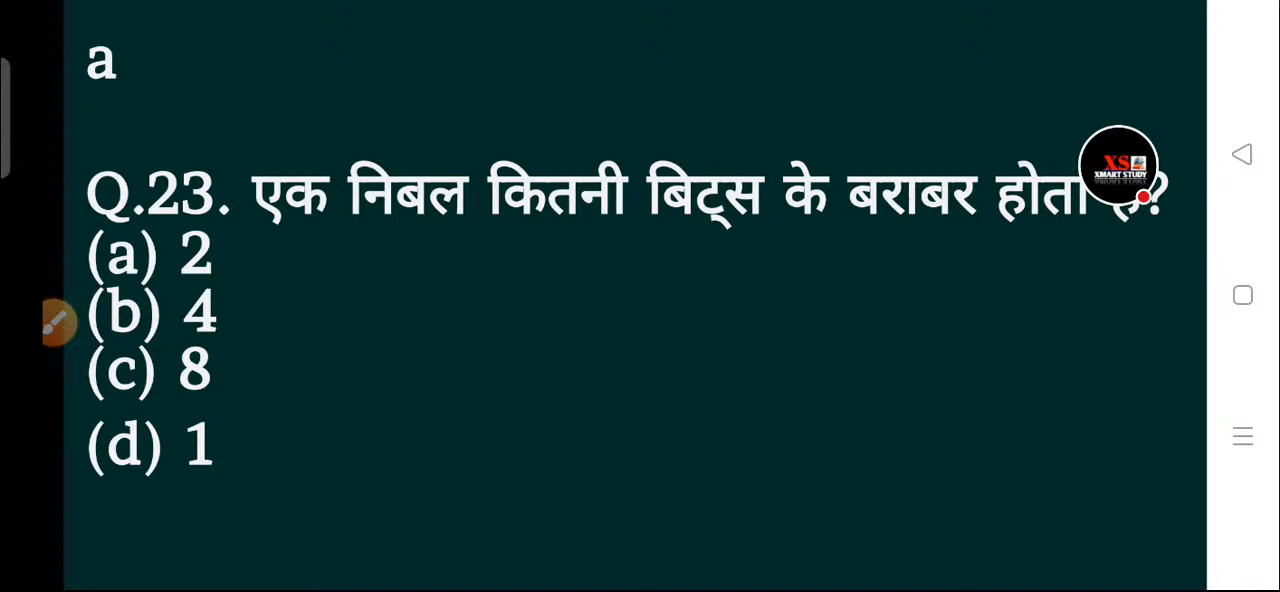 a
Q.23. एक निबल कितनी बिट्स के बराबर होता ?
(a) 2
(b) 4
(c) 8
(d) 1
XS
XMART STUDY